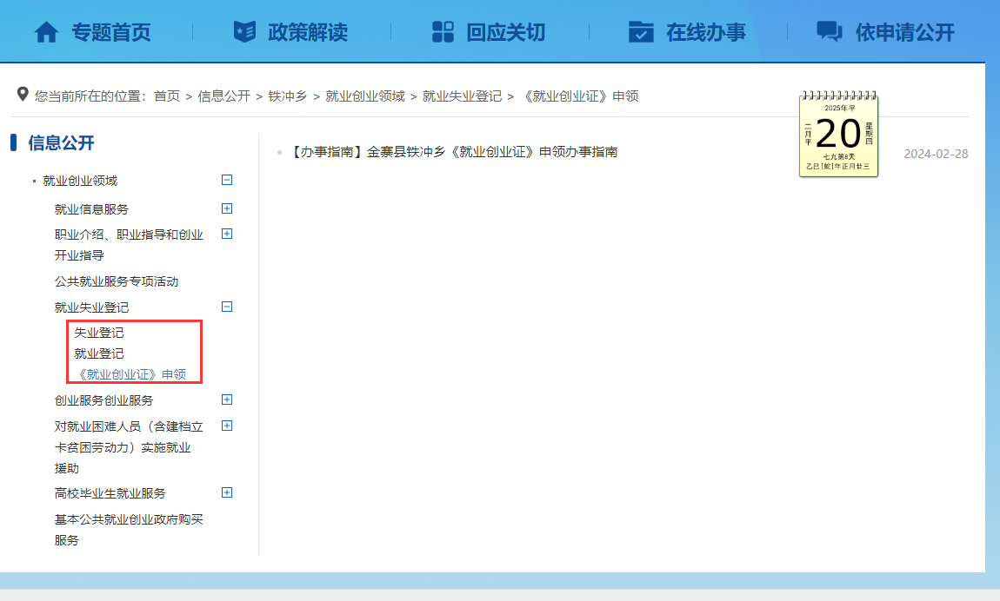 专题首页 政策解读 回应关切 在线办事 依申请公开
您当前所在的位置：首页 > 信息公开 > 铁冲乡 > 就业创业领域 > 就业失业登记 > 《就业创业证》申领
2025年平
二月平
20
星期四
七九第8天
乙巳[蛇]年正月廿三
信息公开
【办事指南】金寨县铁冲乡《就业创业证》申领办事指南
2024-02-28
就业创业领域
就业信息服务
职业介绍、职业指导和创业
开业指导
公共就业服务专项活动
就业失业登记
失业登记
就业登记
《就业创业证》申领
创业服务创业服务
对就业困难人员（含建档立
卡贫困劳动力）实施就业
援助
高校毕业生就业服务
基本公共就业创业政府购买
服务